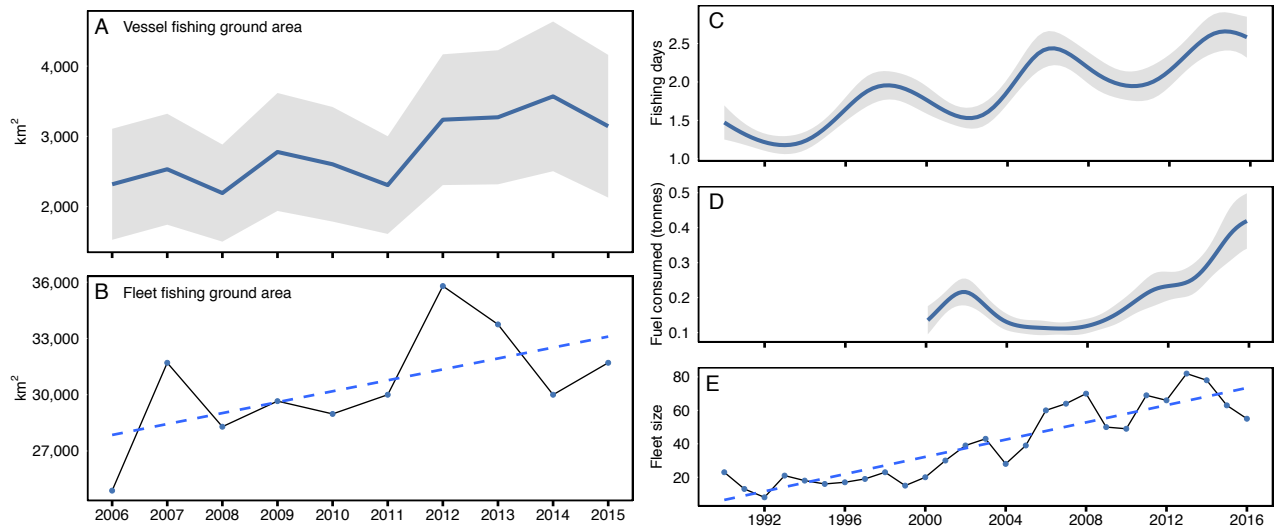 A Vessel fishing ground area
km²
4,000
3,000
2,000
B Fleet fishing ground area
km²
36,000
33,000
30,000
27,000
2006 2007 2008 2009 2010 2011 2012 2013 2014 2015
C
Fishing days
2.5
2.0
1.5
1.0
D
Fuel consumed (tonnes)
0.5
0.4
0.3
0.2
0.1
E
Fleet size
80
60
40
20
1992 1996 2000 2004 2008 2012 2016